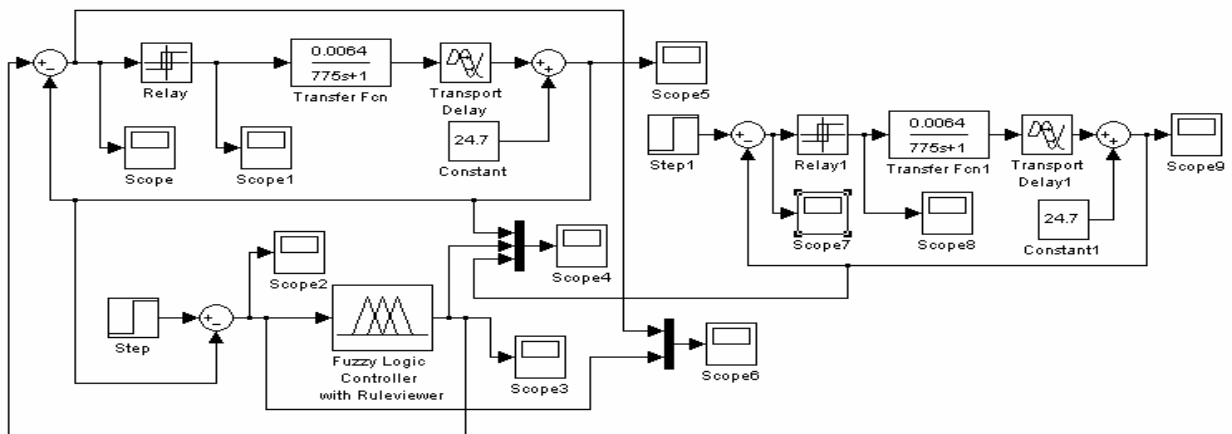 +
-
0.0064
775s+1
+
+
Relay
Transfer Fcn
Transport
Delay
Scope5
24.7
Constant
Scope
Scope1
+
-
0.0064
775s+1
+
+
Step1
Relay1
Transfer Fcn1
Transport
Delay1
Scope9
24.7
Constant1
Scope7
Scope8
Scope2
Scope4
+
-
Step
Fuzzy Logic
Controller
with Ruleviewer
Scope3
Scope6